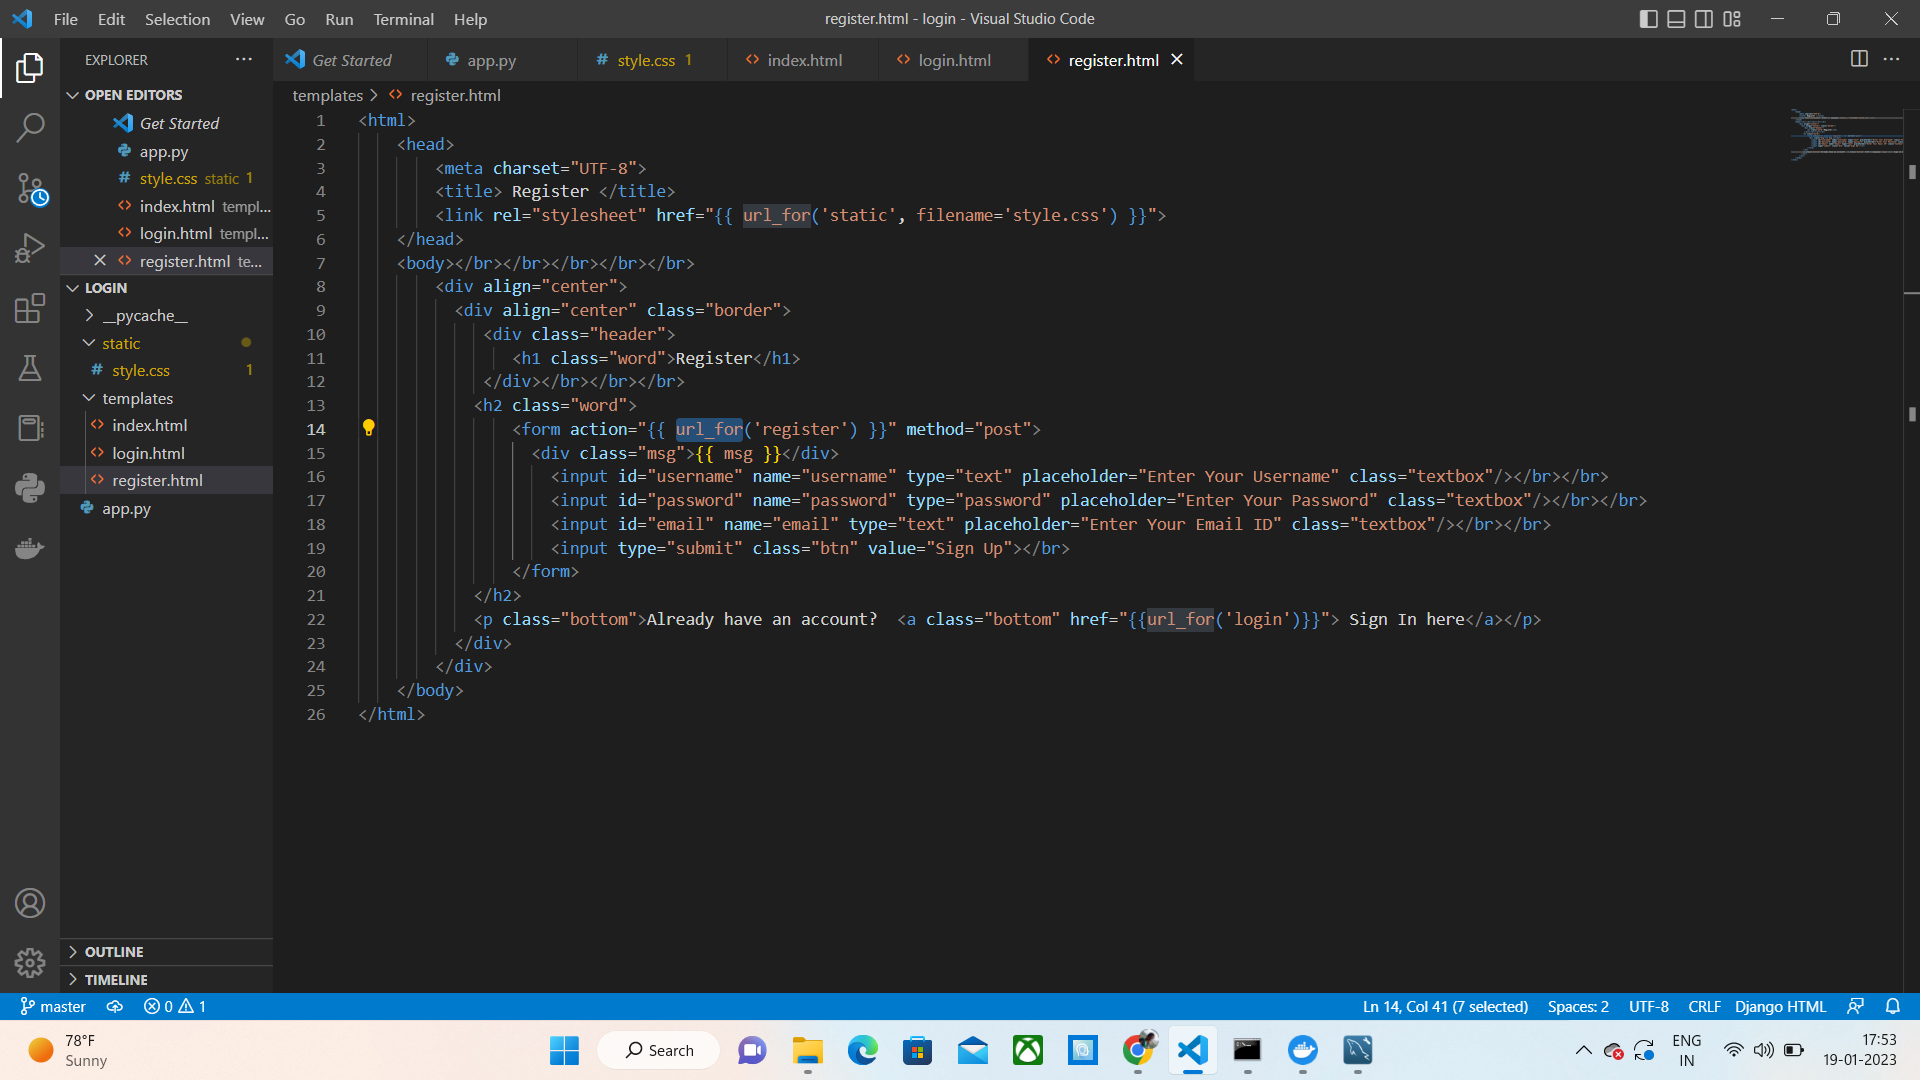 File Edit Selection View Go Run Terminal Help
register.html - login - Visual Studio Code
EXPLORER ...
Get Started app.py style.css 1 index.html login.html register.html
templates > register.html
OPEN EDITORS
Get Started
app.py
style.css static 1
index.html templ...
login.html templ...
register.html te...
LOGIN
__pycache__
static
style.css 1
templates
index.html
login.html
register.html
app.py
OUTLINE
TIMELINE
1 <html>
2 <head>
3 <meta charset="UTF-8">
4 <title> Register </title>
5 <link rel="stylesheet" href="{{ url_for('static', filename='style.css') }}">
6 </head>
7 <body></br></br></br></br></br>
8 <div align="center">
9 <div align="center" class="border">
10 <div class="header">
11 <h1 class="word">Register</h1>
12 </div></br></br></br>
13 <h2 class="word">
14 <form action="{{ url_for('register') }}" method="post">
15 <div class="msg">{{ msg }}</div>
16 <input id="username" name="username" type="text" placeholder="Enter Your Username" class="textbox"/></br></br>
17 <input id="password" name="password" type="password" placeholder="Enter Your Password" class="textbox"/></br></br>
18 <input id="email" name="email" type="text" placeholder="Enter Your Email ID" class="textbox"/></br></br>
19 <input type="submit" class="btn" value="Sign Up"></br>
20 </form>
21 </h2>
22 <p class="bottom">Already have an account?  <a class="bottom" href="{{url_for('login')}}"> Sign In here</a></p>
23 </div>
24 </div>
25 </body>
26 </html>
master 0 1
Ln 14, Col 41 (7 selected) Spaces: 2 UTF-8 CRLF Django HTML
78°F
Sunny
Search
ENG
IN
17:53
19-01-2023